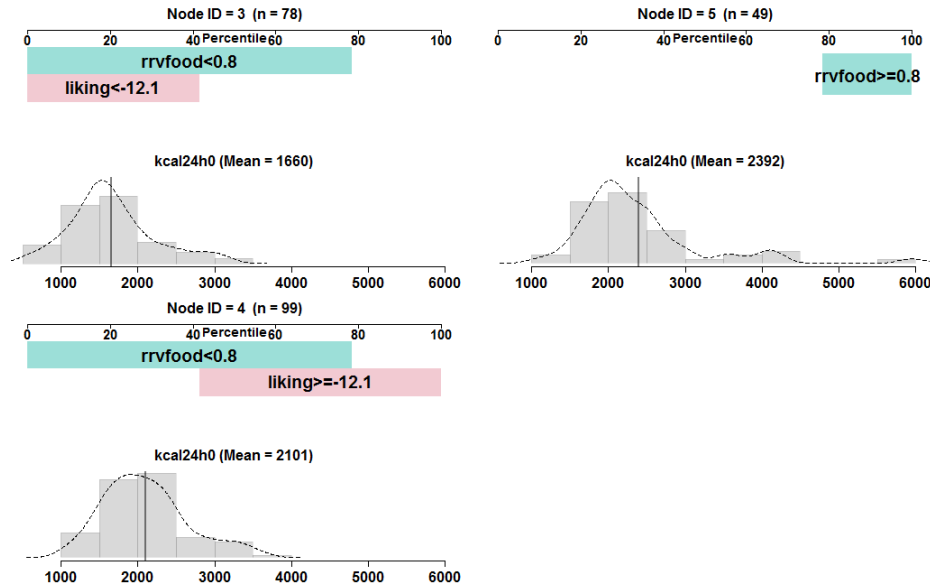 Node ID = 3 (n = 78)
0 20 40 60 80 100
Percentile
rrvfood<0.8
liking<-12.1
kcal24h0 (Mean = 1660)
1000 2000 3000 4000 5000 6000
Node ID = 5 (n = 49)
0 20 40 60 80 100
Percentile
rrvfood>=0.8
kcal24h0 (Mean = 2392)
1000 2000 3000 4000 5000 6000
Node ID = 4 (n = 99)
0 20 40 60 80 100
Percentile
rrvfood<0.8
liking>=-12.1
kcal24h0 (Mean = 2101)
1000 2000 3000 4000 5000 6000